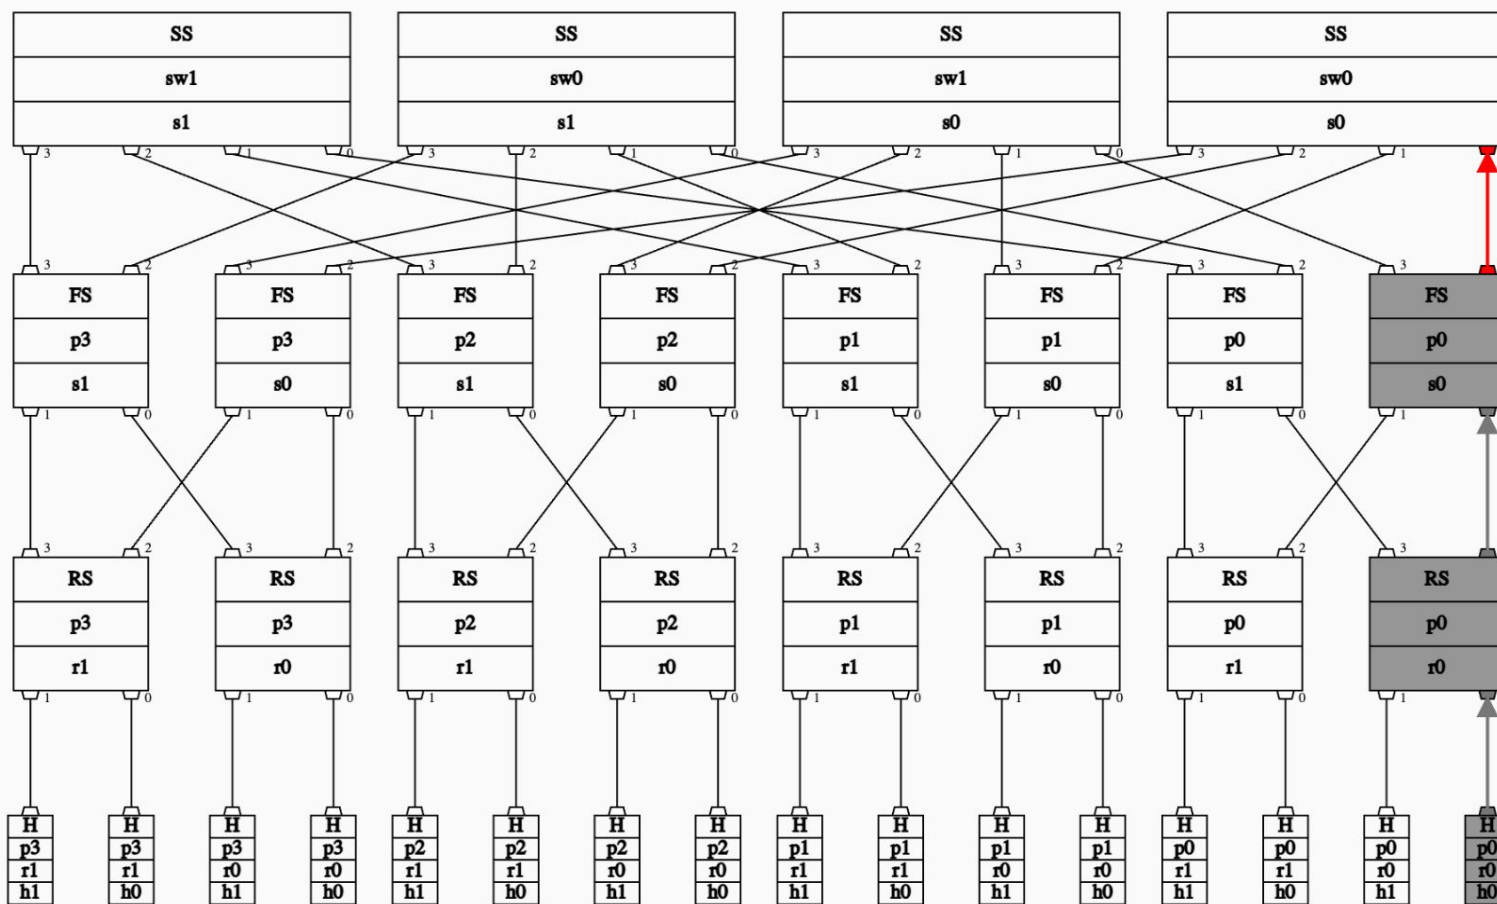 SS SS SS SS
sw1 sw0 sw1 sw0
s1 s1 s0 s0
3 2 1 0 3 2 1 0 3 2 1 0 3 2 1
3 2 3 2 3 2 3 2 3 2 3 2 3 2 3
FS FS FS FS FS FS FS FS
p3 p3 p2 p2 p1 p1 p0 p0
s1 s0 s1 s0 s1 s0 s1 s0
1 0 1 0 1 0 1 0 1 0 1 0 1 0 1
3 2 3 2 3 2 3 2 3 2 3 2 3 2 3
RS RS RS RS RS RS RS RS
p3 p3 p2 p2 p1 p1 p0 p0
r1 r0 r1 r0 r1 r0 r1 r0
1 0 1 0 1 0 1 0 1 0 1 0 1 0 1
H H H H H H H H H H H H H H H H
p3 p3 p3 p3 p2 p2 p2 p2 p1 p1 p1 p1 p0 p0 p0 p0
r1 r1 r0 r0 r1 r1 r0 r0 r1 r1 r0 r0 r1 r1 r0 r0
h1 h0 h1 h0 h1 h0 h1 h0 h1 h0 h1 h0 h1 h0 h1 h0